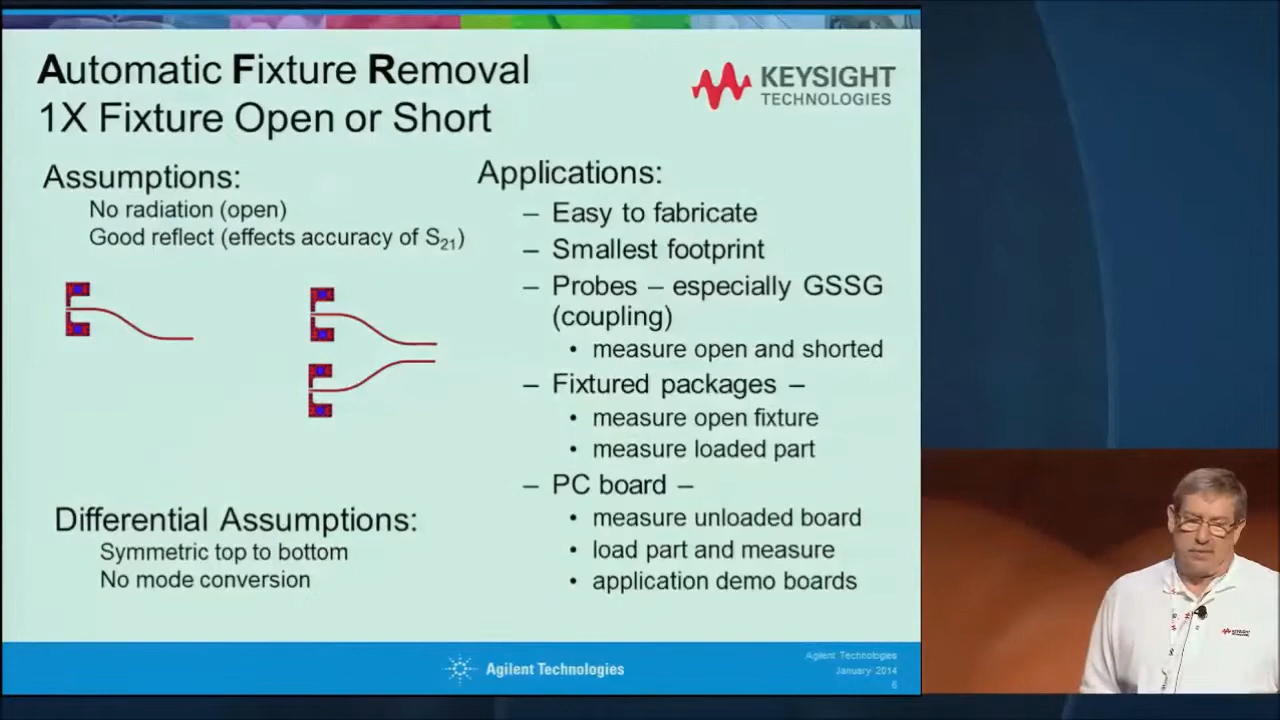 Automatic Fixture Removal
1X Fixture Open or Short
KEYSIGHT
TECHNOLOGIES
Assumptions:
No radiation (open)
Good reflect (effects accuracy of S21)
Differential Assumptions:
Symmetric top to bottom
No mode conversion
Applications:
– Easy to fabricate
– Smallest footprint
– Probes – especially GSSG
(coupling)
• measure open and shorted
– Fixtured packages –
• measure open fixture
• measure loaded part
– PC board –
• measure unloaded board
• load part and measure
• application demo boards
Agilent Technologies
Agilent Technologies
January 2014
6
KEYSIGHT